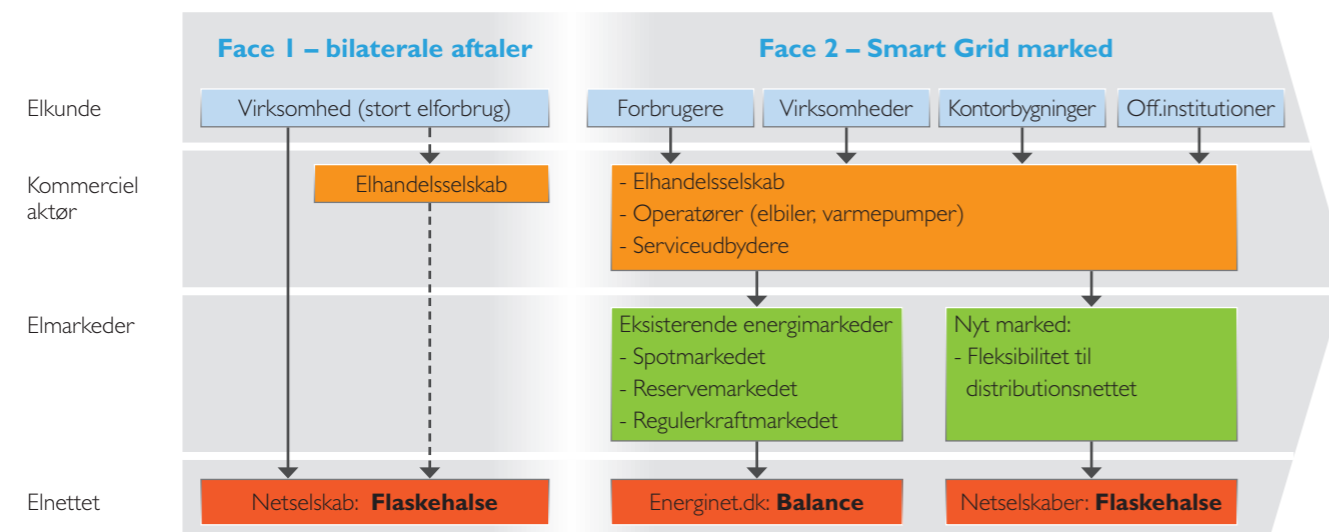 Face 1 – bilaterale aftaler
Face 2 – Smart Grid marked
Elkunde
Virksomhed (stort elforbrug)
Forbrugere
Virksomheder
Kontorbygninger
Off.institutioner
Kommerciel
aktør
Elhandelsselskab
- Elhandelsselskab
- Operatører (elbiler, varmepumper)
- Serviceudbydere
Elmarkeder
Eksisterende energimarkeder
- Spotmarkedet
- Reservemarkedet
- Regulerkraftmarkedet
Nyt marked:
- Fleksibilitet til
distributionsnettet
Elnettet
Netselskab: Flaskehalse
Energinet.dk: Balance
Netselskaber: Flaskehalse